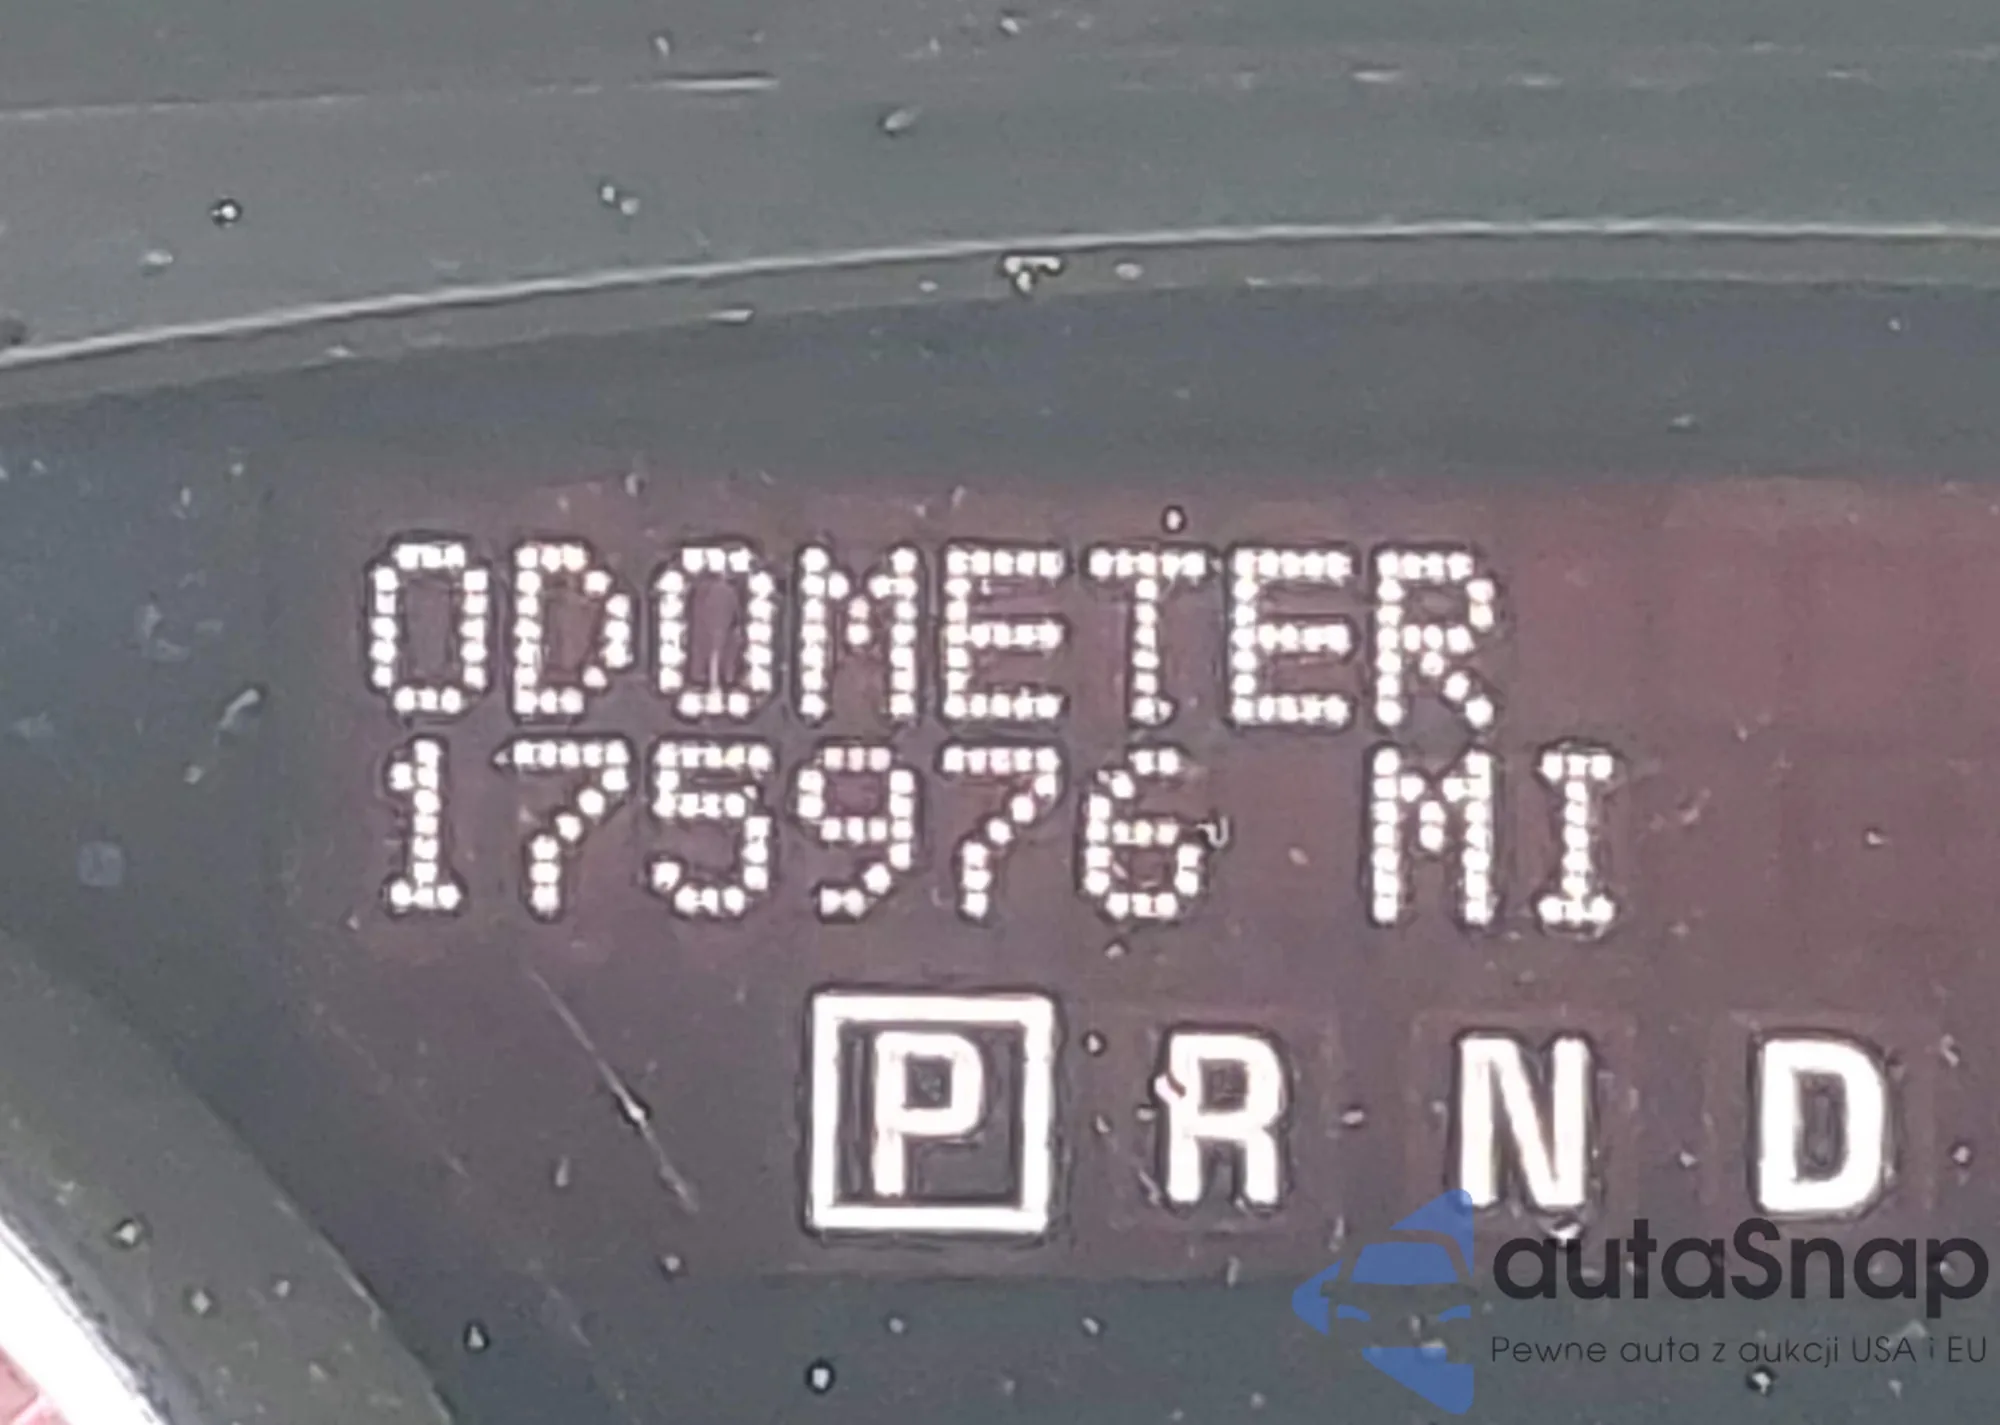 ODOMETER
175976 MI
P R N D
autaSnap
Pewne auta z aukcji USA i EU